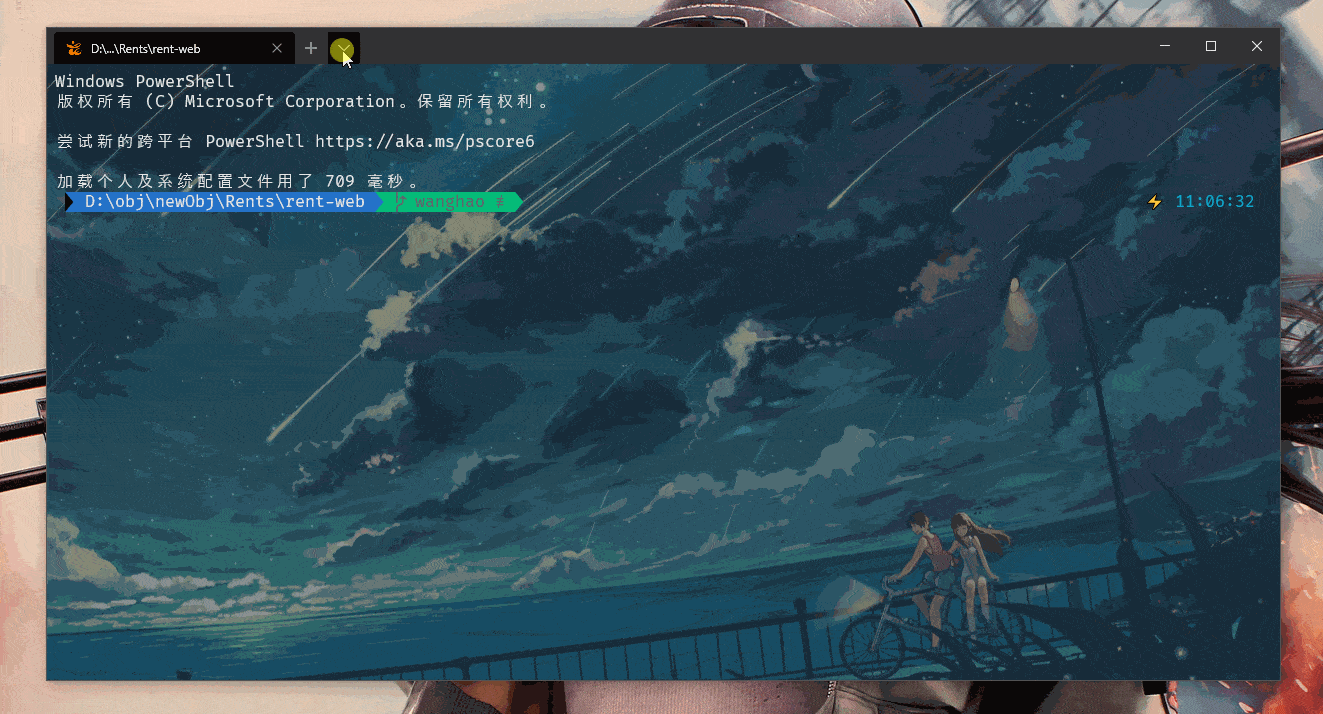 D:\...\Rents\rent-web
Windows PowerShell
版权所有 (C) Microsoft Corporation。保留所有权利。
尝试新的跨平台 PowerShell https://aka.ms/pscore6
加载个人及系统配置文件用了 709 毫秒。
D:\obj\newObj\Rents\rent-web wanghao ≢ ⚡ 11:06:32